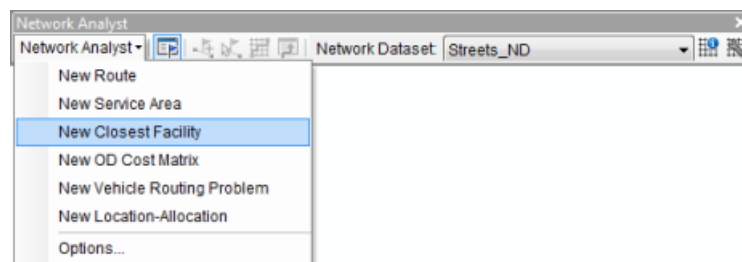 Network Analyst
Network Analyst Network Dataset: Streets_ND
New Route
New Service Area
New Closest Facility
New OD Cost Matrix
New Vehicle Routing Problem
New Location-Allocation
Options...